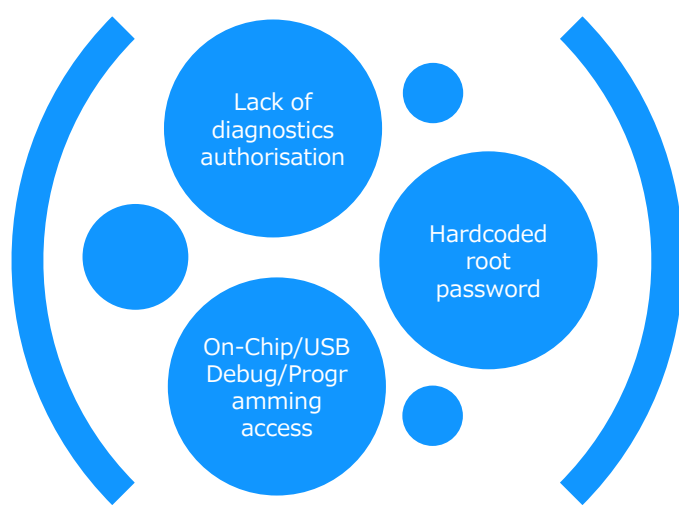 Lack of
diagnostics
authorisation
Hardcoded
root
password
On-Chip/USB
Debug/Progr
amming
access